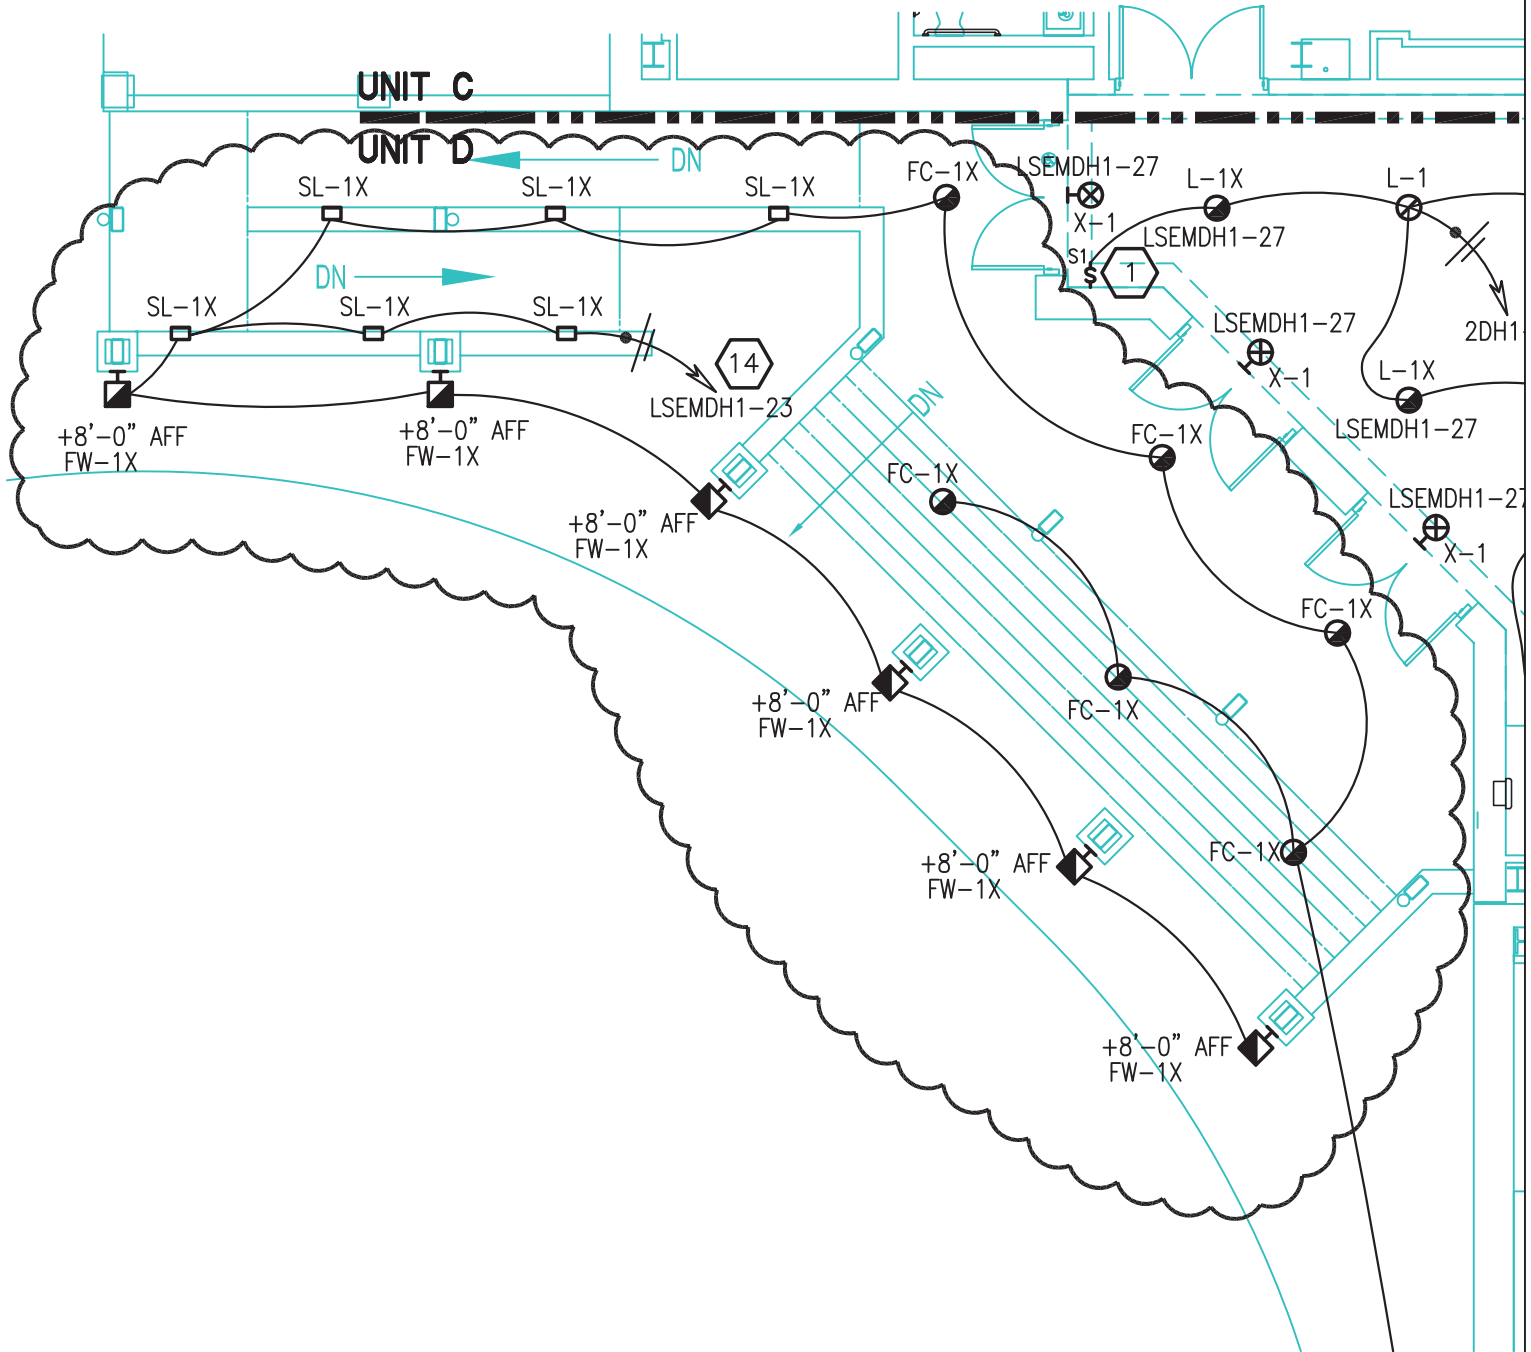 UNIT C
UNIT D
DN
SL-1X
SL-1X
SL-1X
FC-1X
LSEMDH1-27
X-1
L-1X
LSEMDH1-27
L-1
S1
S
1
DN
SL-1X
SL-1X
SL-1X
14
LSEMDH1-23
LSEMDH1-27
X-1
2DH1-
L-1X
LSEMDH1-27
DN
+8'-0" AFF
FW-1X
+8'-0" AFF
FW-1X
FC-1X
FC-1X
LSEMDH1-27
X-1
+8'-0" AFF
FW-1X
FC-1X
+8'-0" AFF
FW-1X
FC-1X
+8'-0" AFF
FW-1X
FC-1X
+8'-0" AFF
FW-1X